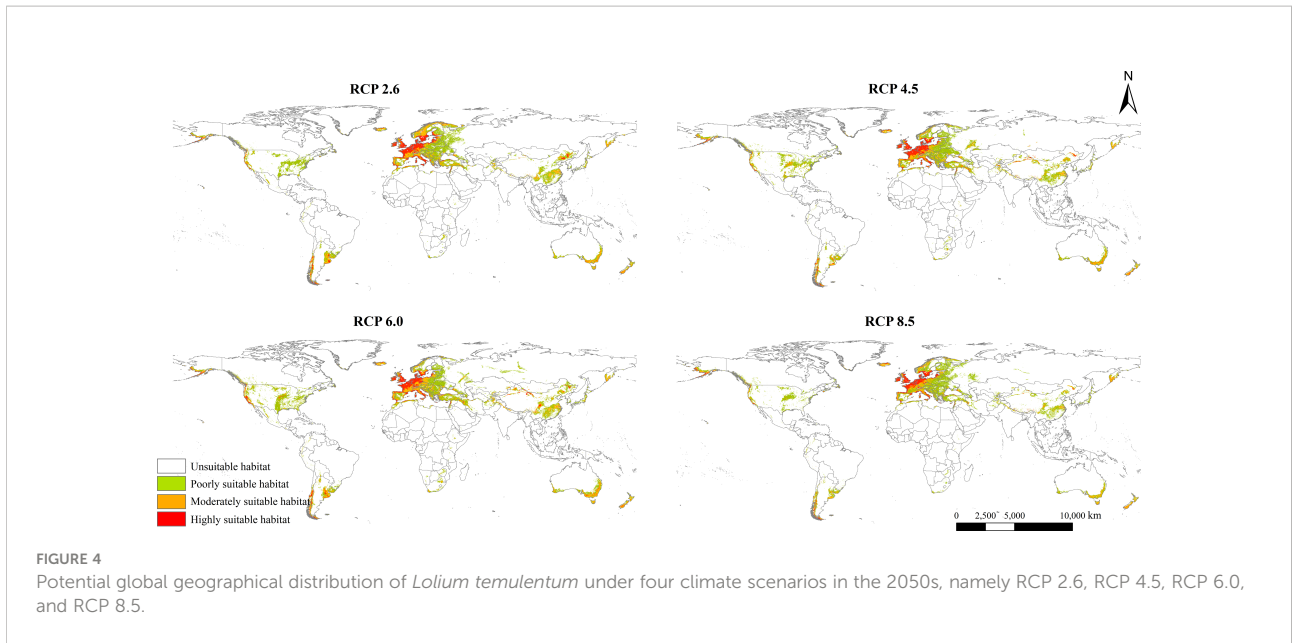 N
RCP 2.6
RCP 4.5
RCP 6.0
RCP 8.5
Unsuitable habitat
Poorly suitable habitat
Moderately suitable habitat
Highly suitable habitat
0 2,500 5,000 10,000 km
FIGURE 4
Potential global geographical distribution of Lolium temulentum under four climate scenarios in the 2050s, namely RCP 2.6, RCP 4.5, RCP 6.0,
and RCP 8.5.